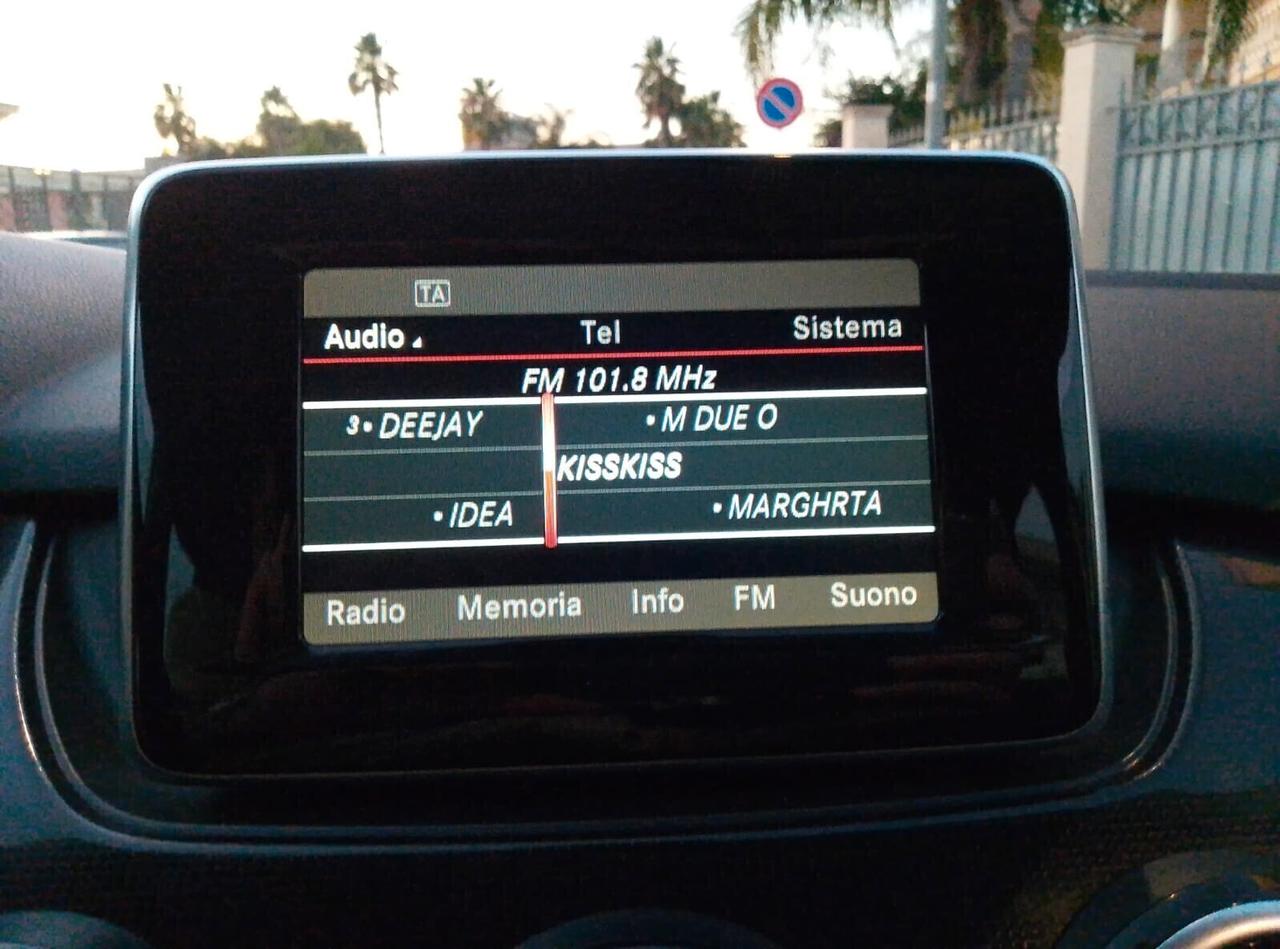 TA
Audio Tel Sistema
FM 101.8 MHz
3• DEEJAY • M DUE O
KISSKISS
• IDEA • MARGHRTA
Radio Memoria Info FM Suono